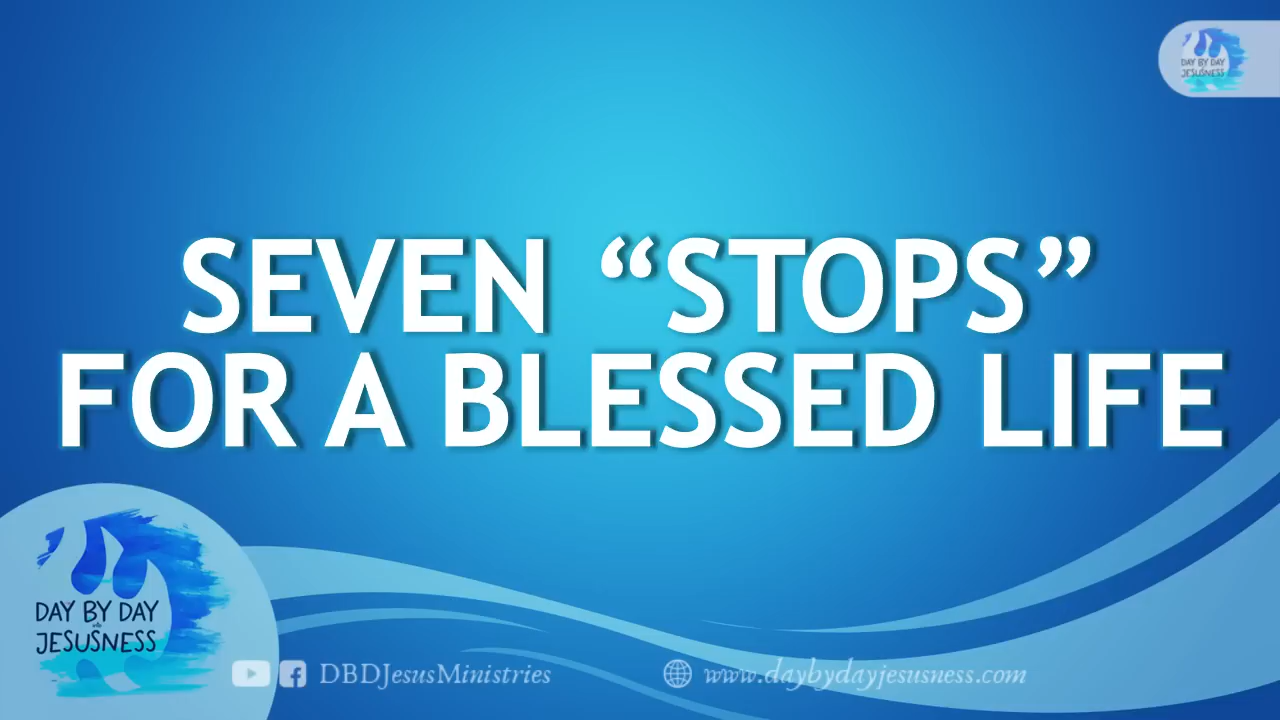 DAY BY DAY
JESUSNESS
SEVEN “STOPS”
FOR A BLESSED LIFE
DAY BY DAY
JESUSNESS
DBDJesusMinistries
www.daybydayjesusness.com